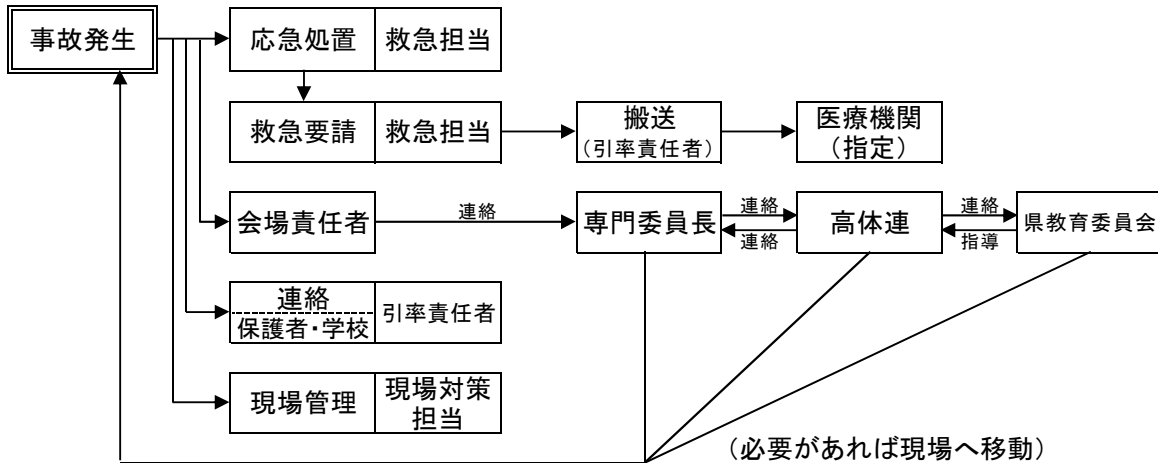 事故発生
応急処置 救急担当
救急要請 救急担当
搬送
(引率責任者)
医療機関
(指定)
会場責任者
連絡
専門委員長
連絡
連絡
高体連
連絡
指導
県教育委員会
連絡
保護者・学校
引率責任者
現場管理
現場対策
担当
(必要があれば現場へ移動)